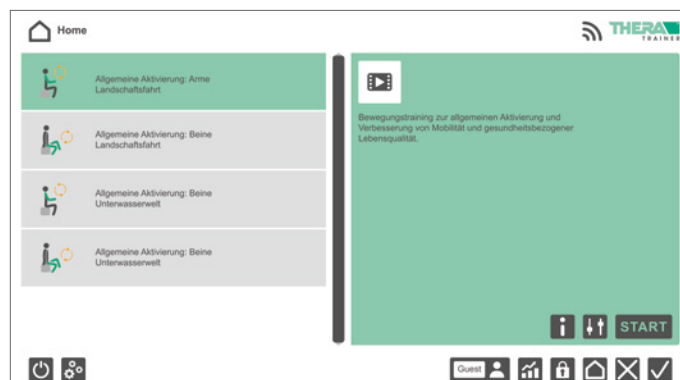 Home
THERA
TRAINER
Allgemeine Aktivierung: Arme
Landschaftsfahrt
Allgemeine Aktivierung: Beine
Landschaftsfahrt
Allgemeine Aktivierung: Beine
Unterwasserwelt
Allgemeine Aktivierung: Beine
Unterwasserwelt
Bewegungstraining zur allgemeinen Aktivierung und
Verbesserung von Mobilität und gesundheitsbezogener
Lebensqualität.
i
START
Guest